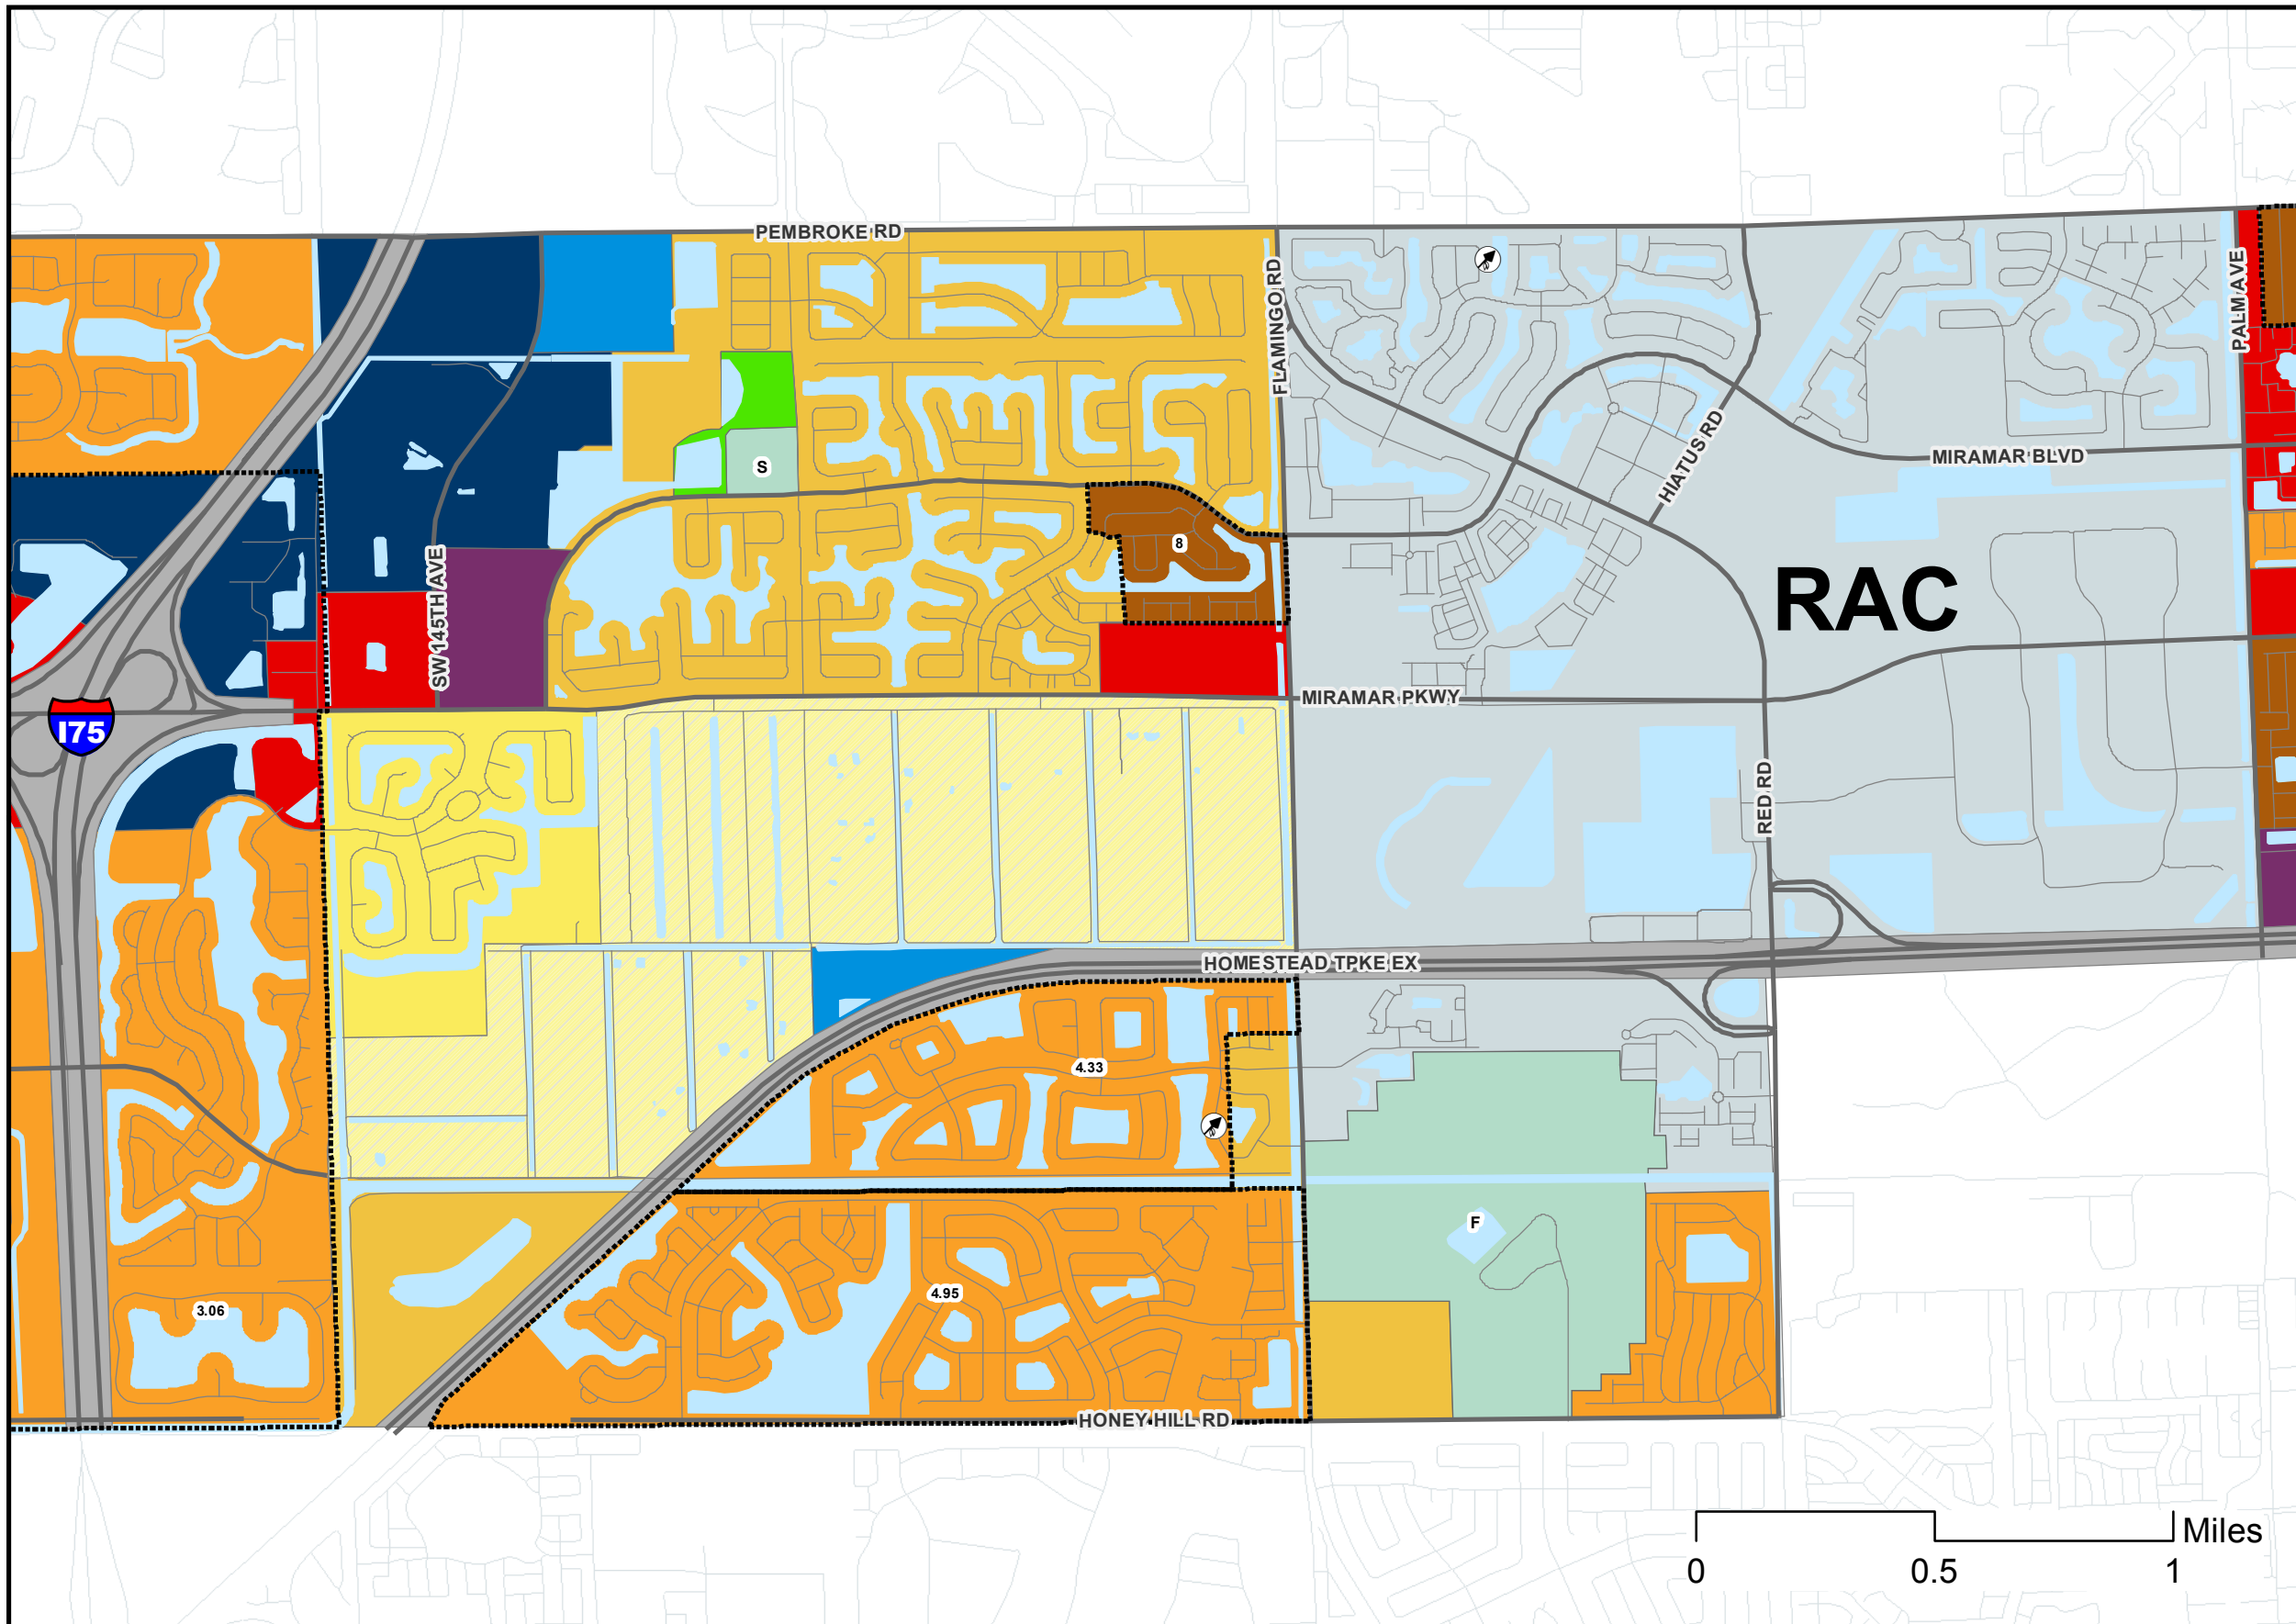 PEMBROKE RD
FLAMINGO RD
PALM AVE
HIATUS RD
MIRAMAR BLVD
S
8
SW 145TH AVE
RAC
MIRAMAR PKWY
I75
RED RD
HOMESTEAD TPKE EX
4.33
F
4.95
3.06
HONEY HILL RD
Miles
0 0.5 1